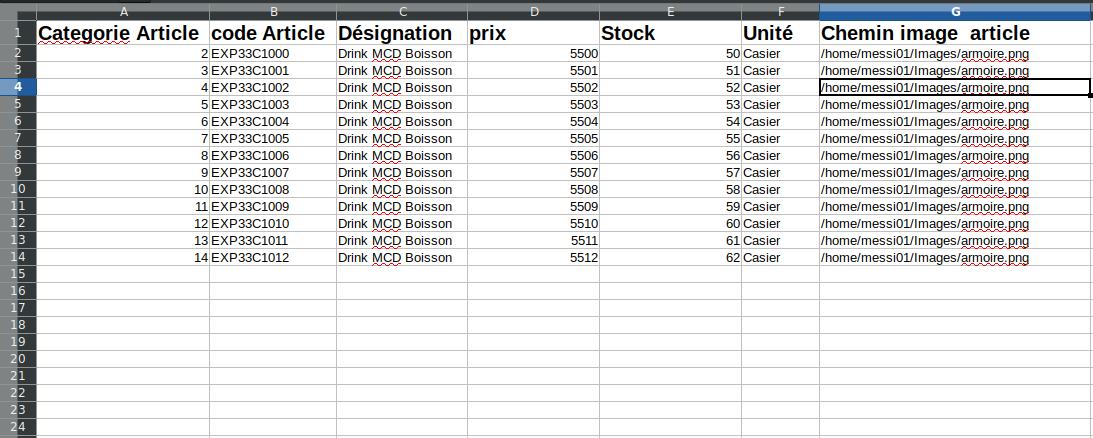 A B C D E F G
1 Categorie Article code Article Désignation prix Stock Unité Chemin image  article
2 2 EXP33C1000 Drink MCD Boisson 5500 50 Casier /home/messi01/Images/armoire.png
3 3 EXP33C1001 Drink MCD Boisson 5501 51 Casier /home/messi01/Images/armoire.png
4 4 EXP33C1002 Drink MCD Boisson 5502 52 Casier /home/messi01/Images/armoire.png
5 5 EXP33C1003 Drink MCD Boisson 5503 53 Casier /home/messi01/Images/armoire.png
6 6 EXP33C1004 Drink MCD Boisson 5504 54 Casier /home/messi01/Images/armoire.png
7 7 EXP33C1005 Drink MCD Boisson 5505 55 Casier /home/messi01/Images/armoire.png
8 8 EXP33C1006 Drink MCD Boisson 5506 56 Casier /home/messi01/Images/armoire.png
9 9 EXP33C1007 Drink MCD Boisson 5507 57 Casier /home/messi01/Images/armoire.png
10 10 EXP33C1008 Drink MCD Boisson 5508 58 Casier /home/messi01/Images/armoire.png
11 11 EXP33C1009 Drink MCD Boisson 5509 59 Casier /home/messi01/Images/armoire.png
12 12 EXP33C1010 Drink MCD Boisson 5510 60 Casier /home/messi01/Images/armoire.png
13 13 EXP33C1011 Drink MCD Boisson 5511 61 Casier /home/messi01/Images/armoire.png
14 14 EXP33C1012 Drink MCD Boisson 5512 62 Casier /home/messi01/Images/armoire.png
15
16
17
18
19
20
21
22
23
24